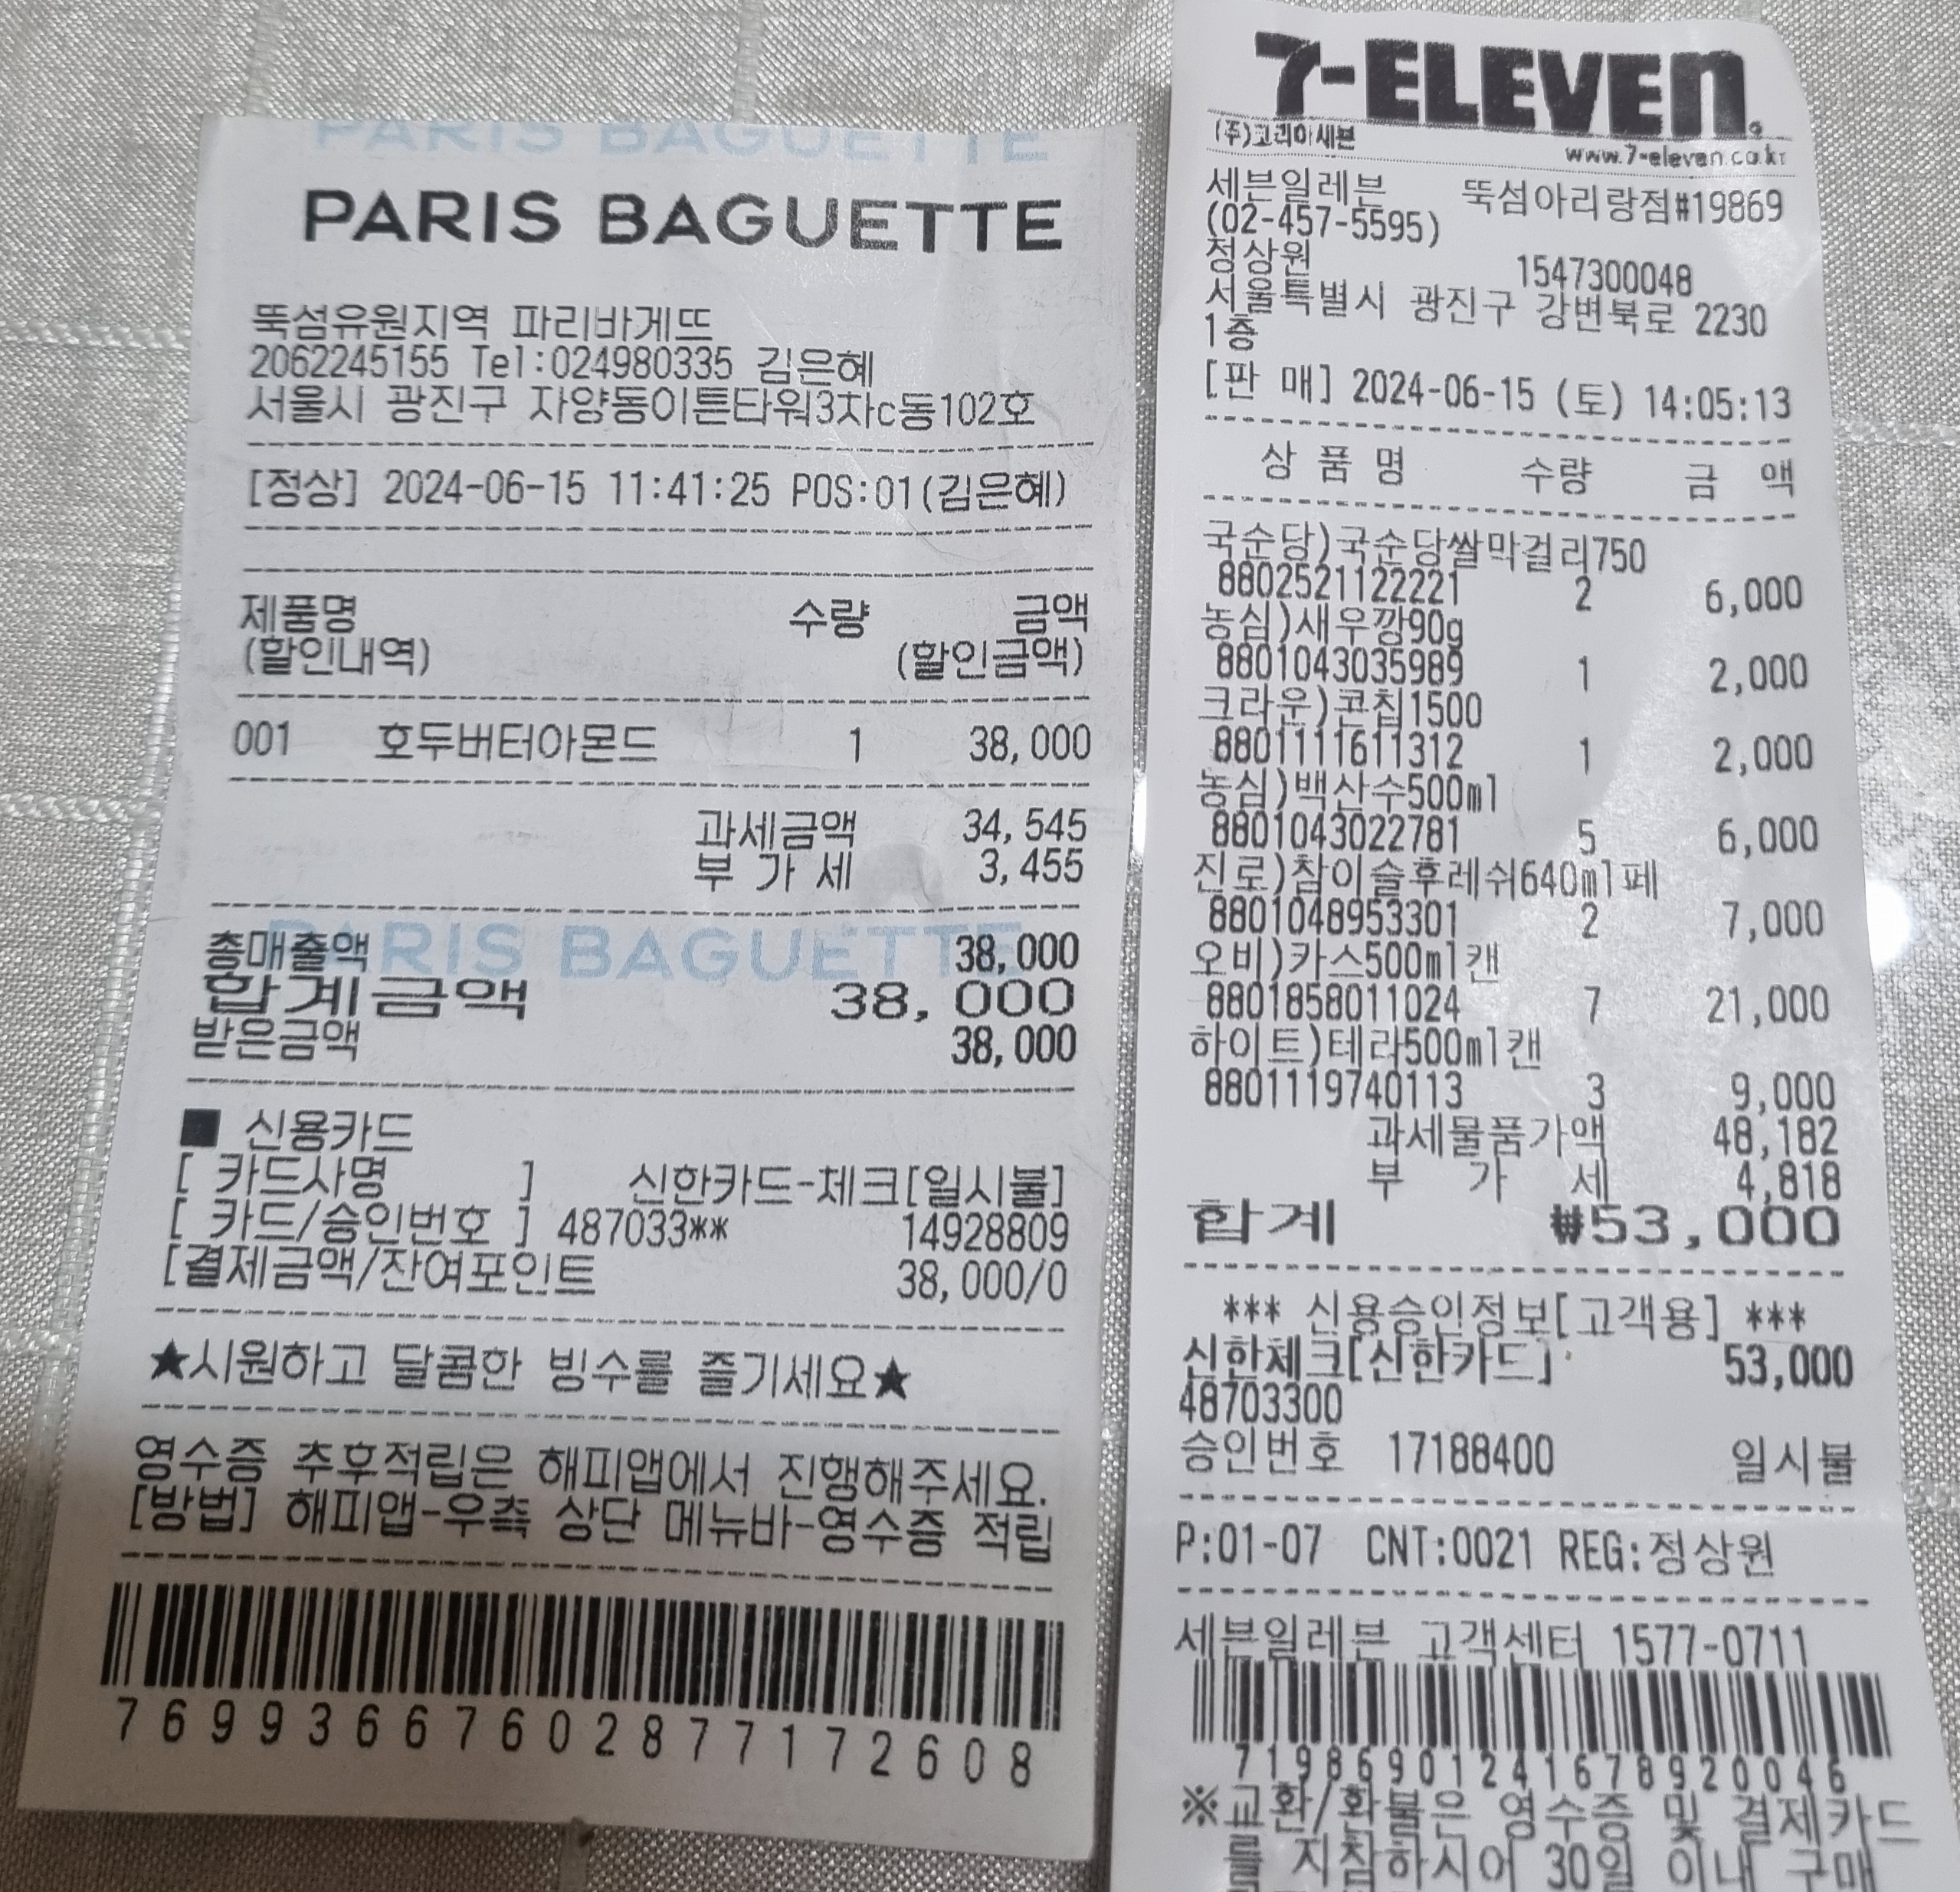 PARIS BAGUETTE
PARIS BAGUETTE
뚝섬유원지역 파리바게뜨
2062245155 Tel:024980335 김은혜
서울시 광진구 자양동이튼타워3차c동102호
[정상] 2024-06-15 11:41:25 POS:01(김은혜)
제품명 수량 금액
(할인내역) (할인금액)
001 호두버터아몬드 1 38,000
과세금액 34,545
부 가 세 3,455
PARIS BAGUETTE
총매출액 38,000
합계금액 38,000
받은금액 38,000
■ 신용카드
[ 카드사명 ] 신한카드-체크[일시불]
[ 카드/승인번호 ] 487033** 14928809
[결제금액/잔여포인트 38,000/0
★시원하고 달콤한 빙수를 즐기세요★
영수증 추후적립은 해피앱에서 진행해주세요.
[방법] 해피앱-우측 상단 메뉴바-영수증 적립
7699366760287717​2608
7-ELEVEN
(주)코리아세븐
www.7-eleven.co.kr
세븐일레븐 뚝섬아리랑점#19869
(02-457-5595)
정상원 1547300048
서울특별시 광진구 강변북로 2230
1층
[판 매] 2024-06-15 (토) 14:05:13
상 품 명 수량 금 액
국순당)국순당쌀막걸리750
8802521122221 2 6,000
농심)새우깡90g
8801043035989 1 2,000
크라운)콘칩1500
8801111611312 1 2,000
농심)백산수500ml
8801043022781 5 6,000
진로)참이슬후레쉬640ml페
8801048953301 2 7,000
오비)카스500ml캔
8801858011024 7 21,000
하이트)테라500ml캔
8801119740113 3 9,000
과세물품가액 48,182
부 가 세 4,818
합계 ₩53,000
*** 신용승인정보[고객용] ***
신한체크[신한카드] 53,000
48703300
승인번호 17188400 일시불
P:01-07 CNT:0021 REG:정상원
세븐일레븐 고객센터 1577-0711
71986901241678920046
※교환/환불은 영수증 및 결제카드
를 지참하시어 30일 이내 구매